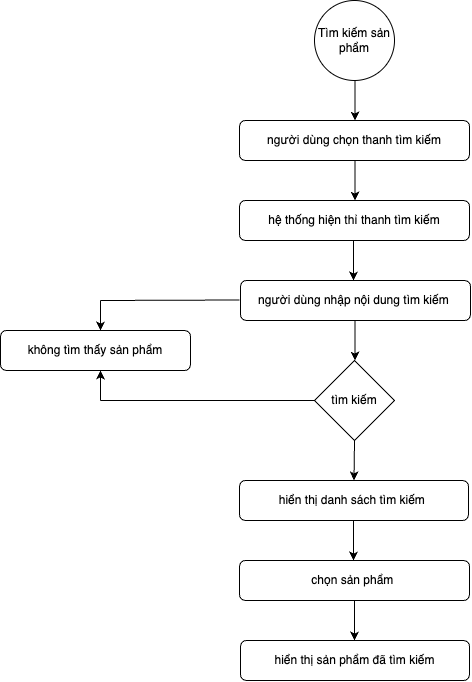 Tìm kiếm sản
phẩm
người dùng chọn thanh tìm kiếm
hệ thống hiện thí thanh tìm kiếm
người dùng nhập nội dung tìm kiếm
không tìm thấy sản phẩm
tìm kiếm
hiển thị danh sách tìm kiếm
chọn sản phẩm
hiển thị sản phẩm đã tìm kiếm